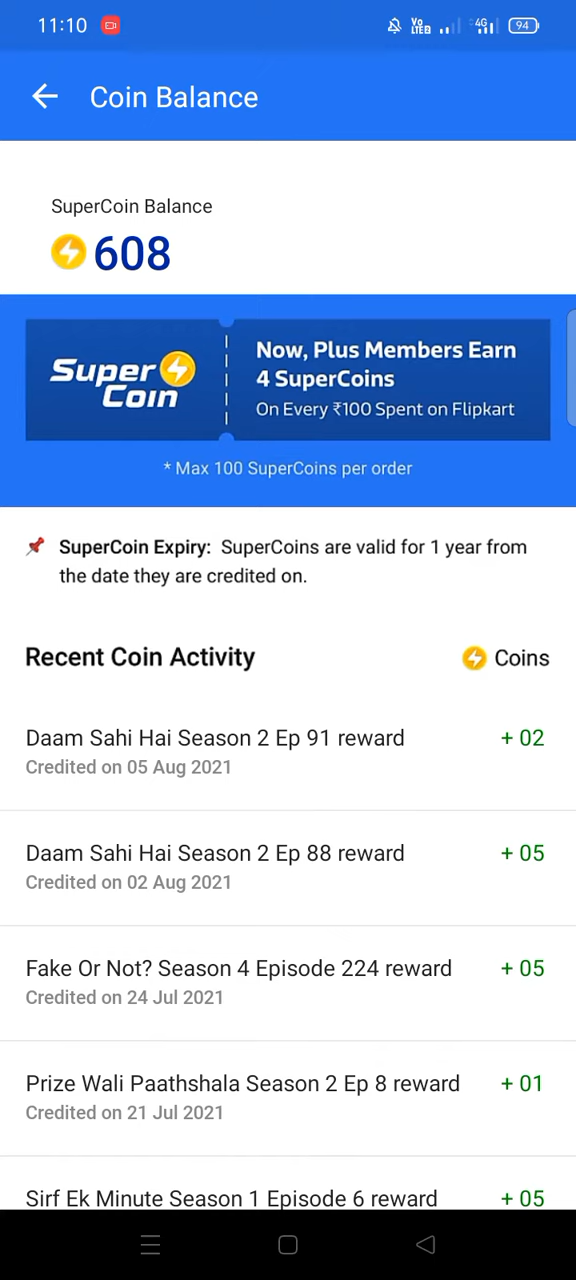 11:10 Vo LTE2 4G 94
Coin Balance
SuperCoin Balance
608
Super
Coin
Now, Plus Members Earn
4 SuperCoins
On Every ₹100 Spent on Flipkart
* Max 100 SuperCoins per order
SuperCoin Expiry: SuperCoins are valid for 1 year from
the date they are credited on.
Recent Coin Activity Coins
Daam Sahi Hai Season 2 Ep 91 reward + 02
Credited on 05 Aug 2021
Daam Sahi Hai Season 2 Ep 88 reward + 05
Credited on 02 Aug 2021
Fake Or Not? Season 4 Episode 224 reward + 05
Credited on 24 Jul 2021
Prize Wali Paathshala Season 2 Ep 8 reward + 01
Credited on 21 Jul 2021
Sirf Ek Minute Season 1 Episode 6 reward + 05